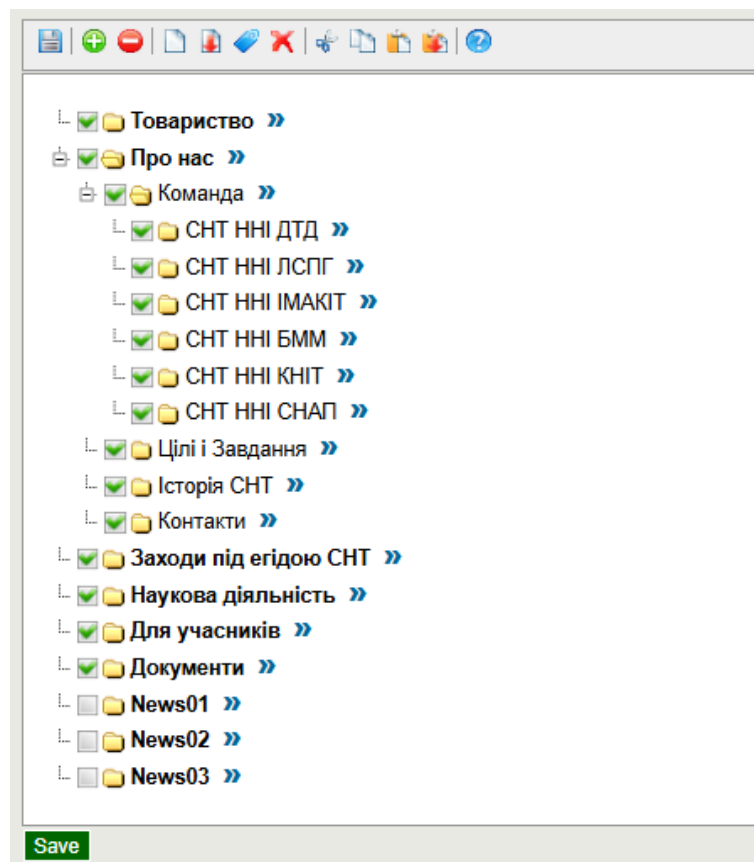 Товариство »
Про нас »
Команда »
СНТ ННІ ДТД »
СНТ ННІ ЛСПГ »
СНТ ННІ ІМАКІТ »
СНТ ННІ БММ »
СНТ ННІ КНІТ »
СНТ ННІ СНАП »
Цілі і Завдання »
Історія СНТ »
Контакти »
Заходи під егідою СНТ »
Наукова діяльність »
Для учасників »
Документи »
News01 »
News02 »
News03 »
Save